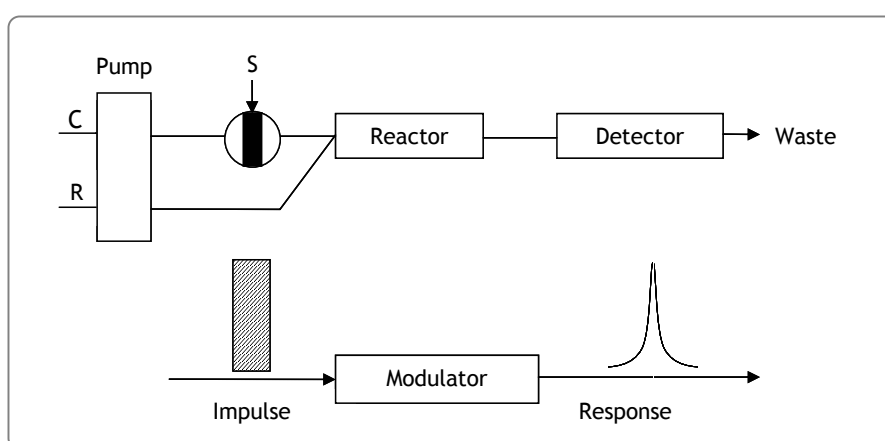 Pump
S
C
Reactor
Detector
Waste
R
Modulator
Impulse
Response